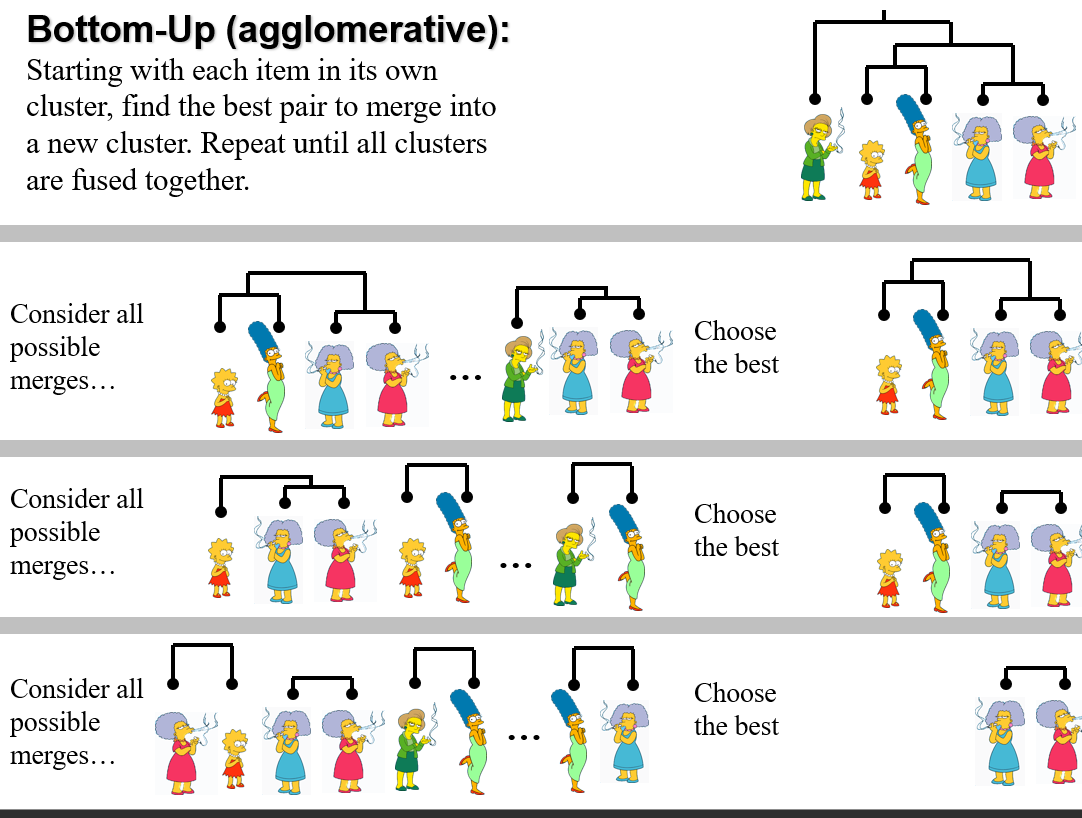 Bottom-Up (agglomerative):
Starting with each item in its own
cluster, find the best pair to merge into
a new cluster. Repeat until all clusters
are fused together.
Consider all
possible
merges…
…
Choose
the best
Consider all
possible
merges…
…
Choose
the best
Consider all
possible
merges…
…
Choose
the best